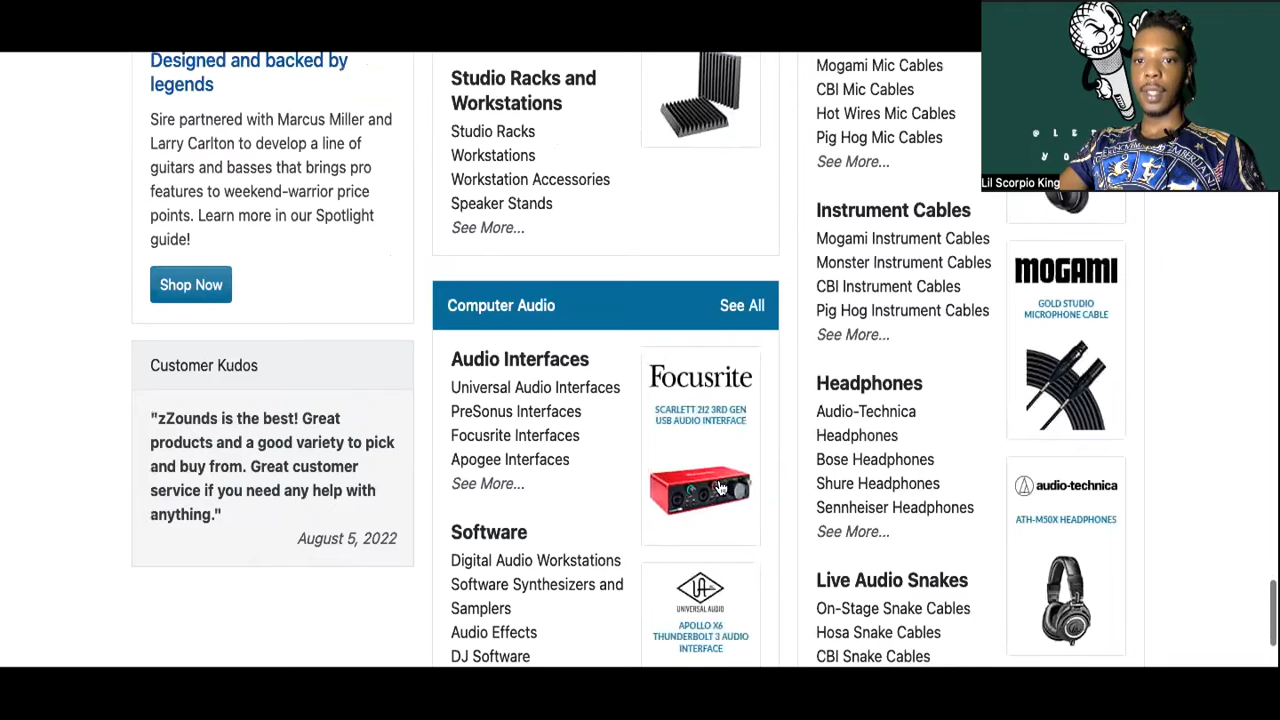 Designed and backed by
legends
Sire partnered with Marcus Miller and
Larry Carlton to develop a line of
guitars and basses that brings pro
features to weekend-warrior price
points. Learn more in our Spotlight
guide!
Shop Now
Customer Kudos
"zZounds is the best! Great
products and a good variety to pick
and buy from. Great customer
service if you need any help with
anything."
August 5, 2022
Studio Racks and
Workstations
Studio Racks
Workstations
Workstation Accessories
Speaker Stands
See More...
Computer Audio
See All
Audio Interfaces
Universal Audio Interfaces
PreSonus Interfaces
Focusrite Interfaces
Apogee Interfaces
See More...
Focusrite
SCARLETT 2I2 3RD GEN
USB AUDIO INTERFACE
Software
Digital Audio Workstations
Software Synthesizers and
Samplers
Audio Effects
DJ Software
UA
UNIVERSAL AUDIO
APOLLO X6
THUNDERBOLT 3 AUDIO
INTERFACE
Mogami Mic Cables
CBI Mic Cables
Hot Wires Mic Cables
Pig Hog Mic Cables
See More...
Instrument Cables
Mogami Instrument Cables
Monster Instrument Cables
CBI Instrument Cables
Pig Hog Instrument Cables
See More...
MOGAMI
GOLD STUDIO
MICROPHONE CABLE
Headphones
Audio-Technica
Headphones
Bose Headphones
Shure Headphones
Sennheiser Headphones
See More...
audio-technica
ATH-M50X HEADPHONES
Live Audio Snakes
On-Stage Snake Cables
Hosa Snake Cables
CBI Snake Cables
Lil Scorpio King